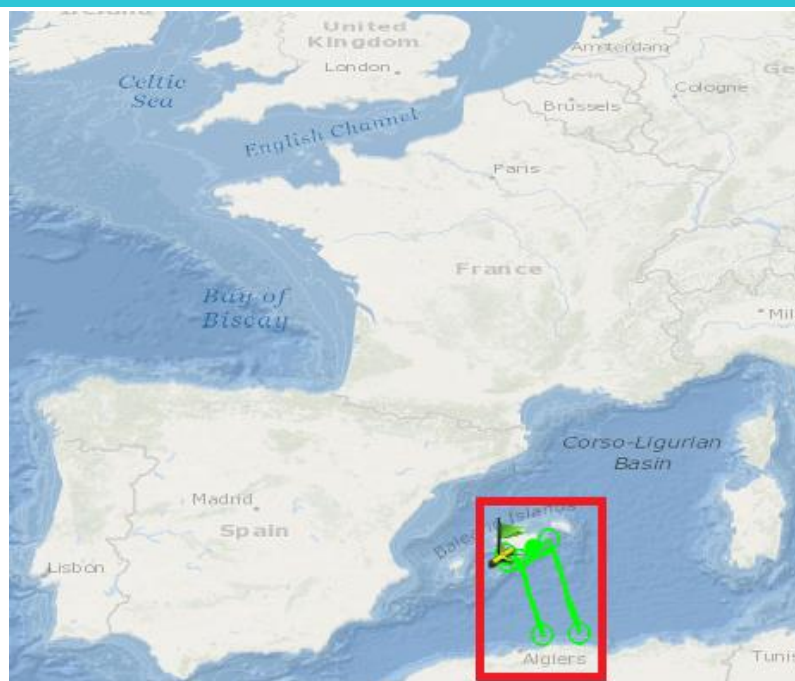 United
Kingdom
Amsterdam
London
Celtic
Sea
Cologne
Brussels
English Channel
Paris
France
Bay of
Biscay
Corso-Ligurian
Basin
Madrid
Balearic Islands
Spain
Lisbon
Algiers